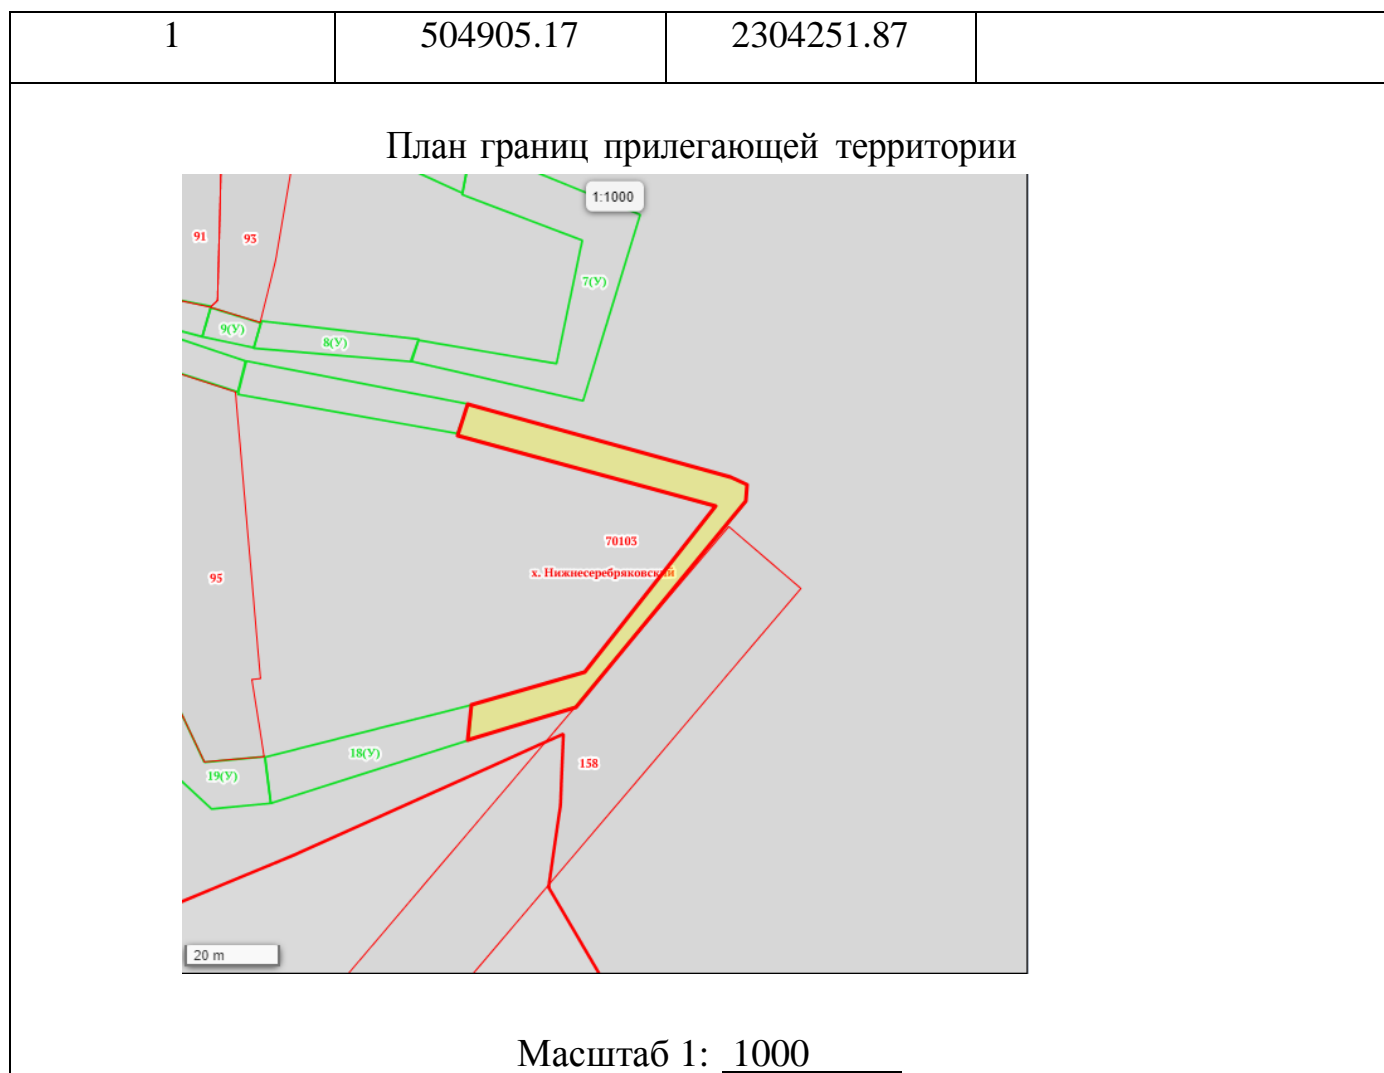 1 504905.17 2304251.87
План границ прилегающей территории
1:1000
91 93
7(У)
9(У)
8(У)
70103
х. Нижнесеребряковский
95
18(У)
158
19(У)
20 m
Масштаб 1: 1000